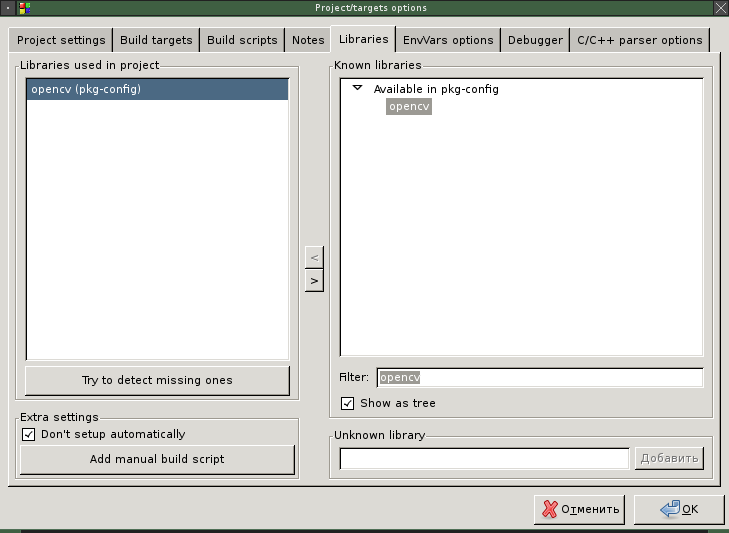 Project/targets options
Project settings
Build targets
Build scripts
Notes
Libraries
EnvVars options
Debugger
C/C++ parser options
Libraries used in project
opencv (pkg-config)
Try to detect missing ones
Extra settings
Don't setup automatically
Add manual build script
<
>
Known libraries
Available in pkg-config
opencv
Filter: opencv
Show as tree
Unknown library
Добавить
Отменить
OK